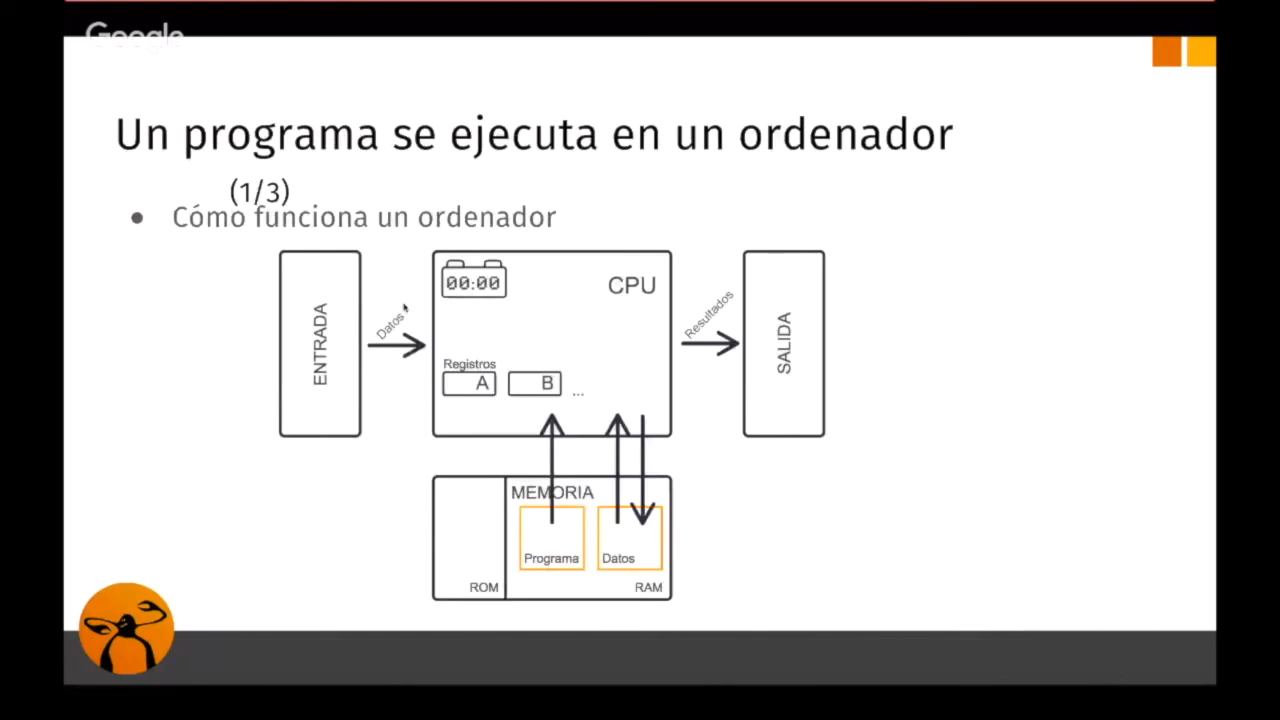 Google
Un programa se ejecuta en un ordenador
(1/3)
● Cómo funciona un ordenador
ENTRADA
Datos
00:00
CPU
Registros
A
B
...
Resultados
SALIDA
MEMORIA
Programa
Datos
ROM
RAM